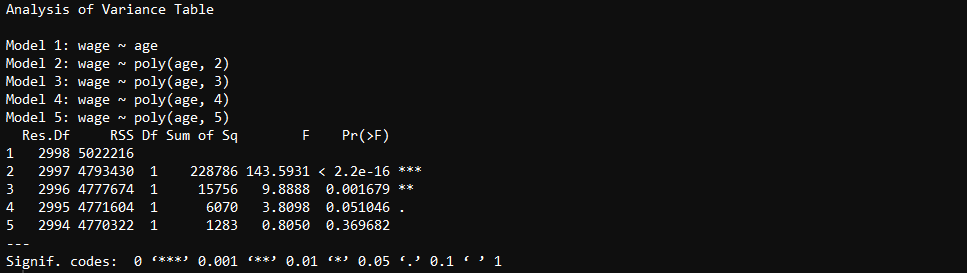 Analysis of Variance Table

Model 1: wage ~ age
Model 2: wage ~ poly(age, 2)
Model 3: wage ~ poly(age, 3)
Model 4: wage ~ poly(age, 4)
Model 5: wage ~ poly(age, 5)
  Res.Df     RSS Df Sum of Sq        F    Pr(>F)
1   2998 5022216
2   2997 4793430  1    228786 143.5931 < 2.2e-16 ***
3   2996 4777674  1     15756   9.8888  0.001679 **
4   2995 4771604  1      6070   3.8098  0.051046 .
5   2994 4770322  1      1283   0.8050  0.369682
---
Signif. codes:  0 ‘***’ 0.001 ‘**’ 0.01 ‘*’ 0.05 ‘.’ 0.1 ‘ ’ 1